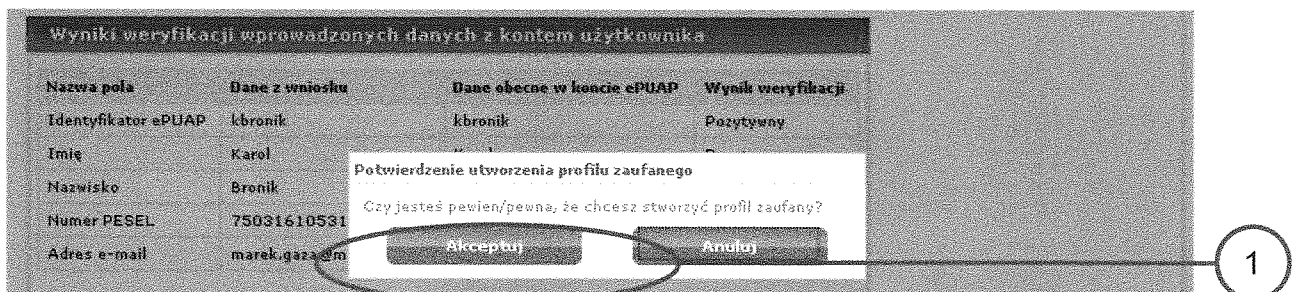 Wyniki weryfikacji wprowadzonych danych z kontem użytkownika
Nazwa pola Dane z wniosku Dane obecne w koncie ePUAP Wynik weryfikacji
Identyfikator ePUAP kbronik kbronik Pozytywny
Imię Karol
Nazwisko Bronik
Numer PESEL 75031610531
Adres e-mail marek.gaza@m
Potwierdzenie utworzenia profilu zaufanego
Czy jesteś pewien/pewna, że chcesz stworzyć profil zaufany?
Akceptuj Anuluj
1